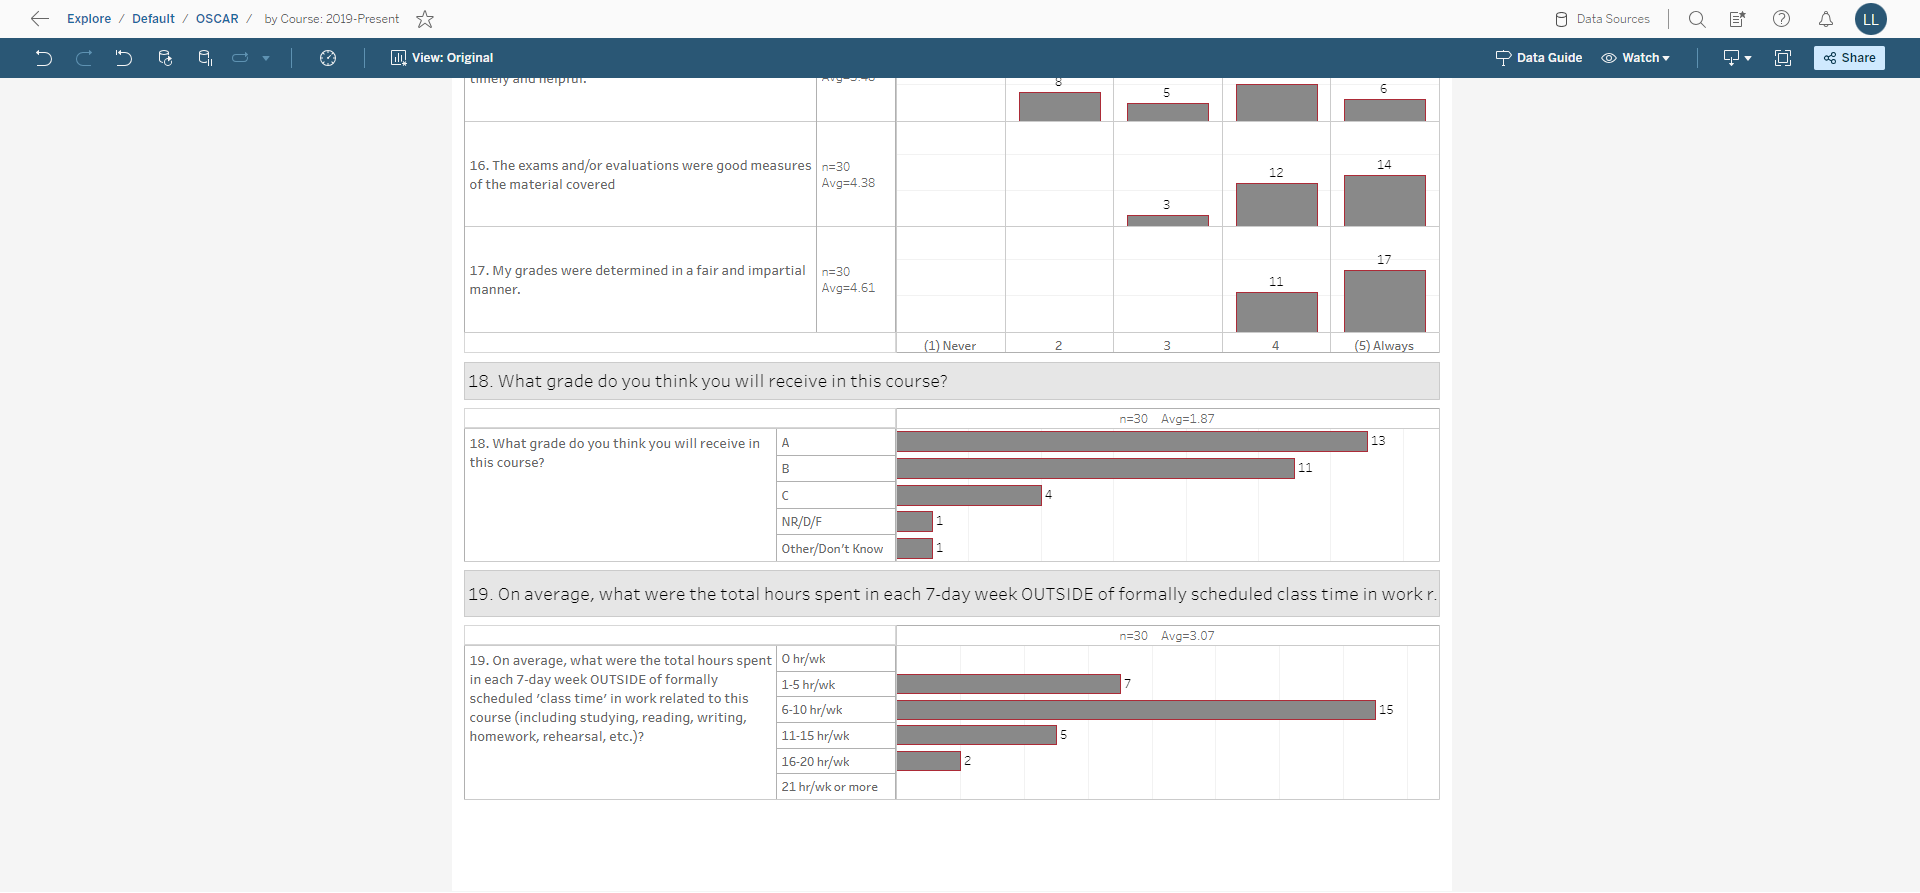 Explore / Default / OSCAR / by Course: 2019-Present
Data Sources
LL
View: Original
Data Guide
Watch
Share
timely and helpful.
8
5
6
16. The exams and/or evaluations were good measures
of the material covered
n=30
Avg=4.38
3
12
14
17. My grades were determined in a fair and impartial
manner.
n=30
Avg=4.61
11
17
(1) Never
2
3
4
(5) Always
18. What grade do you think you will receive in this course?
n=30 Avg=1.87
18. What grade do you think you will receive in
this course?
A
13
B
11
C
4
NR/D/F
1
Other/Don't Know
1
19. On average, what were the total hours spent in each 7-day week OUTSIDE of formally scheduled class time in work r.
n=30 Avg=3.07
19. On average, what were the total hours spent
in each 7-day week OUTSIDE of formally
scheduled 'class time' in work related to this
course (including studying, reading, writing,
homework, rehearsal, etc.)?
0 hr/wk
1-5 hr/wk
7
6-10 hr/wk
15
11-15 hr/wk
5
16-20 hr/wk
2
21 hr/wk or more